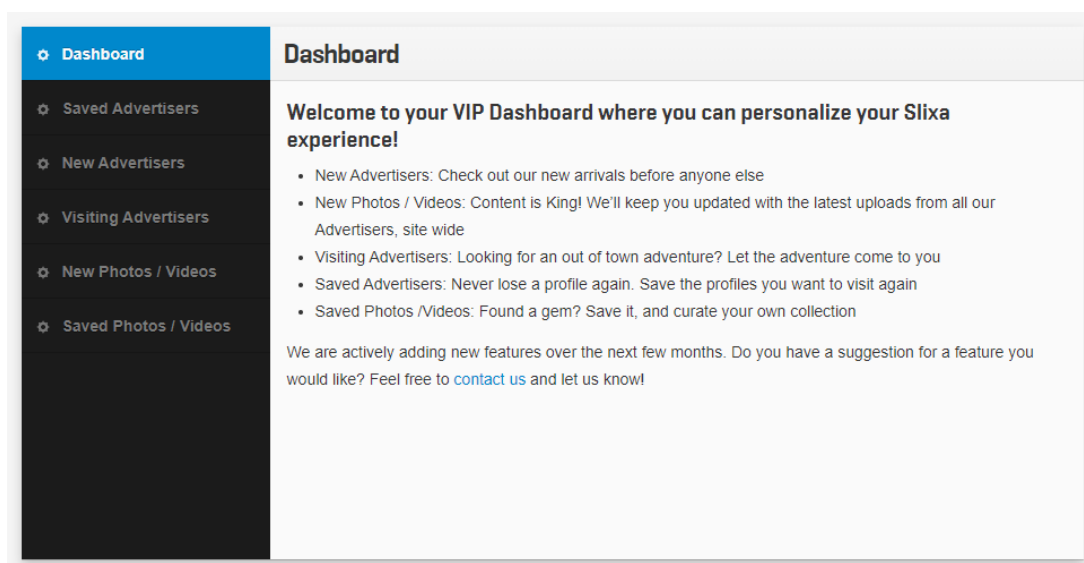 Dashboard
Saved Advertisers
New Advertisers
Visiting Advertisers
New Photos / Videos
Saved Photos / Videos
Dashboard
Welcome to your VIP Dashboard where you can personalize your Slixa
experience!
• New Advertisers: Check out our new arrivals before anyone else
• New Photos / Videos: Content is King! We'll keep you updated with the latest uploads from all our
Advertisers, site wide
• Visiting Advertisers: Looking for an out of town adventure? Let the adventure come to you
• Saved Advertisers: Never lose a profile again. Save the profiles you want to visit again
• Saved Photos /Videos: Found a gem? Save it, and curate your own collection
We are actively adding new features over the next few months. Do you have a suggestion for a feature you
would like? Feel free to contact us and let us know!